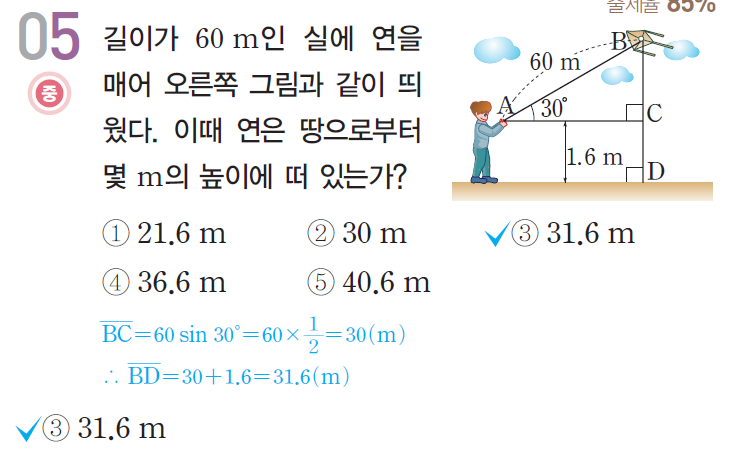 출제율 85%
05
중
길이가 60 m인 실에 연을
매어 오른쪽 그림과 같이 띄
웠다. 이때 연은 땅으로부터
몇 m의 높이에 떠 있는가?
B
60 m
A
30°
C
1.6 m
D
① 21.6 m ② 30 m ③ 31.6 m
④ 36.6 m ⑤ 40.6 m
BC=60 sin 30°=60×1/2=30(m)
∴ BD=30+1.6=31.6(m)
③ 31.6 m